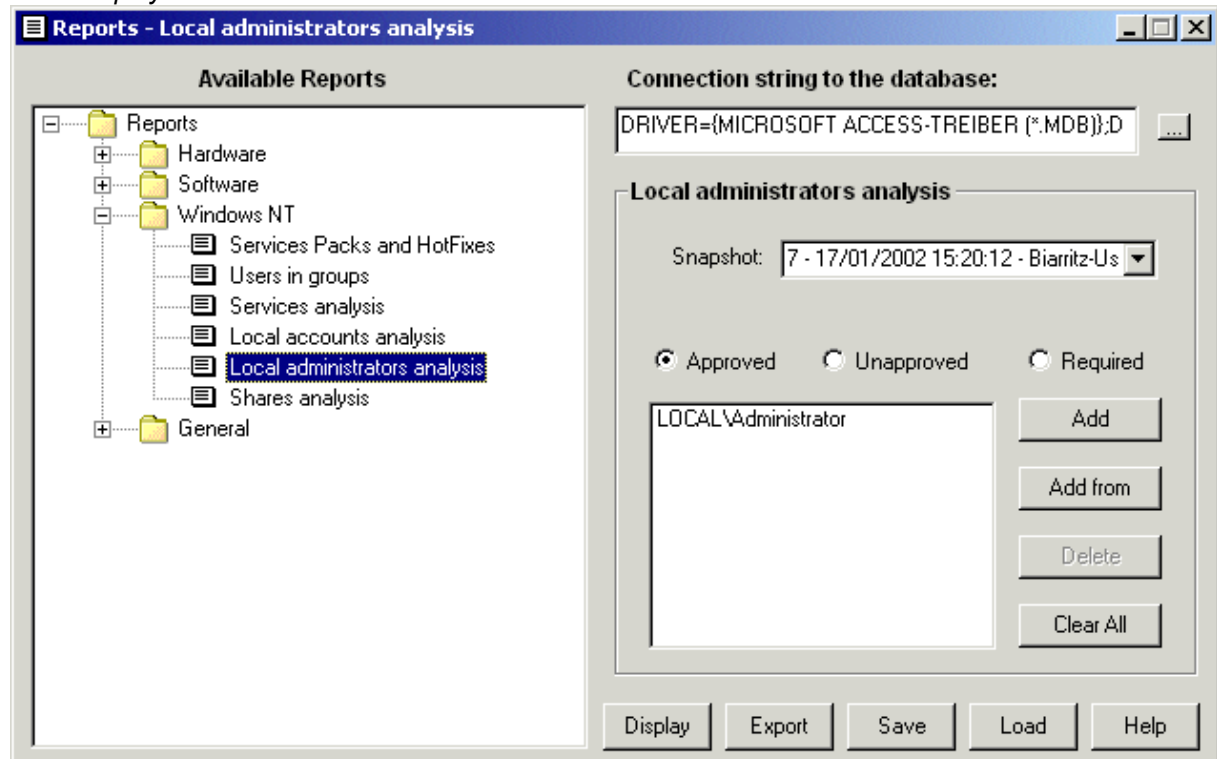 Reports - Local administrators analysis
Available Reports
Reports
Hardware
Software
Windows NT
Services Packs and HotFixes
Users in groups
Services analysis
Local accounts analysis
Local administrators analysis
Shares analysis
General
Connection string to the database:
DRIVER={MICROSOFT ACCESS-TREIBER (*.MDB)};D
...
Local administrators analysis
Snapshot: 7 - 17/01/2002 15:20:12 - Biarritz-Us
Approved Unapproved Required
LOCAL\Administrator
Add
Add from
Delete
Clear All
Display Export Save Load Help